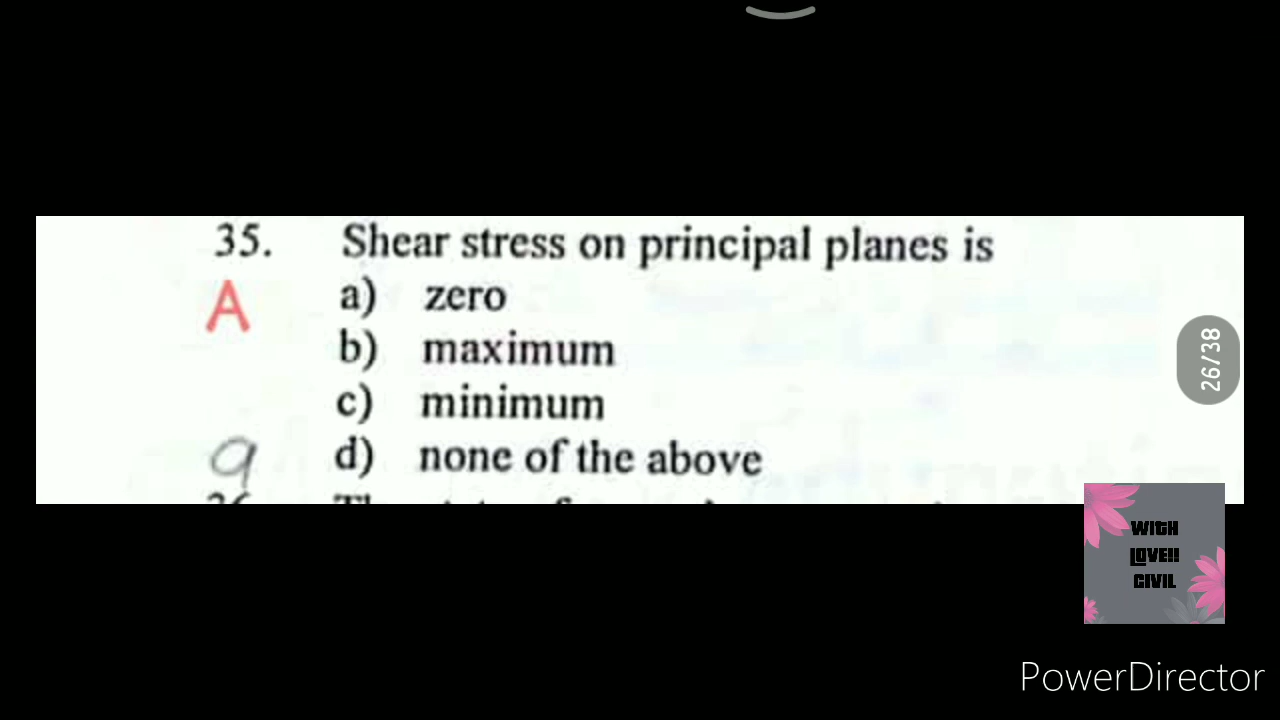 35. Shear stress on principal planes is
A a) zero
b) maximum
c) minimum
a d) none of the above
26/38
WITH
LOVE!!
CIVIL
PowerDirector